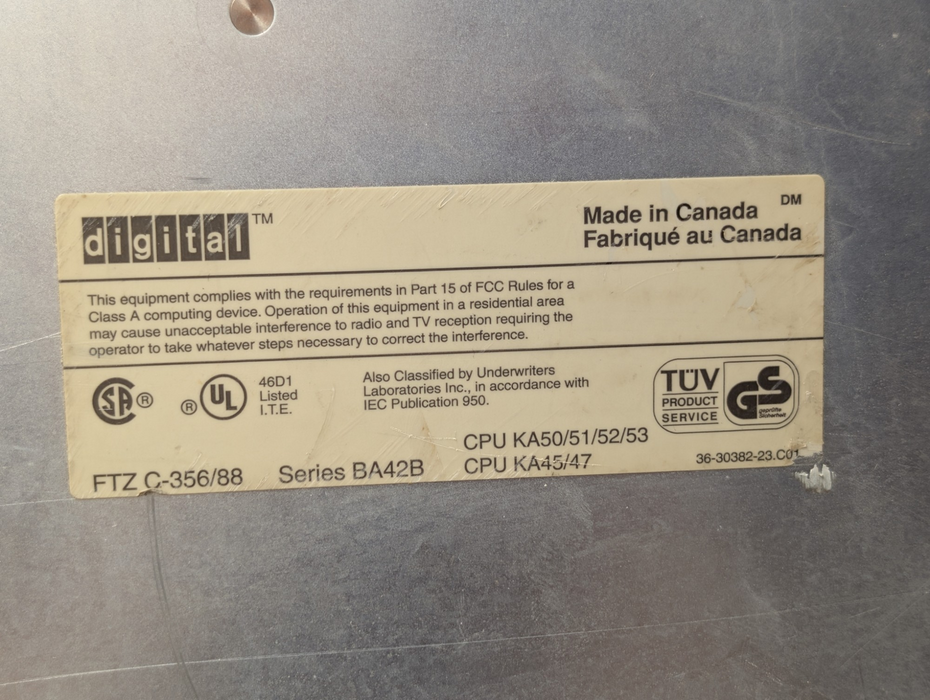 digital™
Made in Canada DM
Fabriqué au Canada
This equipment complies with the requirements in Part 15 of FCC Rules for a
Class A computing device. Operation of this equipment in a residential area
may cause unacceptable interference to radio and TV reception requiring the
operator to take whatever steps necessary to correct the interference.
SA ®
® UL
46D1
Listed
I.T.E.
Also Classified by Underwriters
Laboratories Inc., in accordance with
IEC Publication 950.
TÜV
PRODUCT
SERVICE
GS
geprüfte
Sicherheit
CPU KA50/51/52/53
FTZ C-356/88 Series BA42B CPU KA45/47
36-30382-23.C01